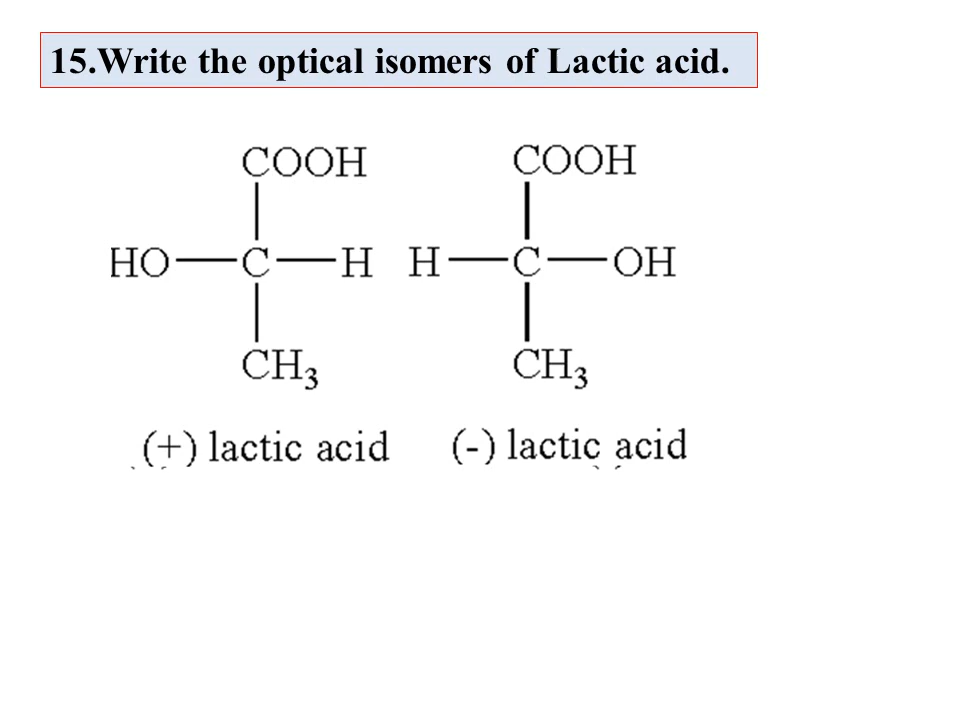 15.Write the optical isomers of Lactic acid.
COOH COOH
HO—C—H H—C—OH
CH3 CH3
(+) lactic acid (-) lactic acid